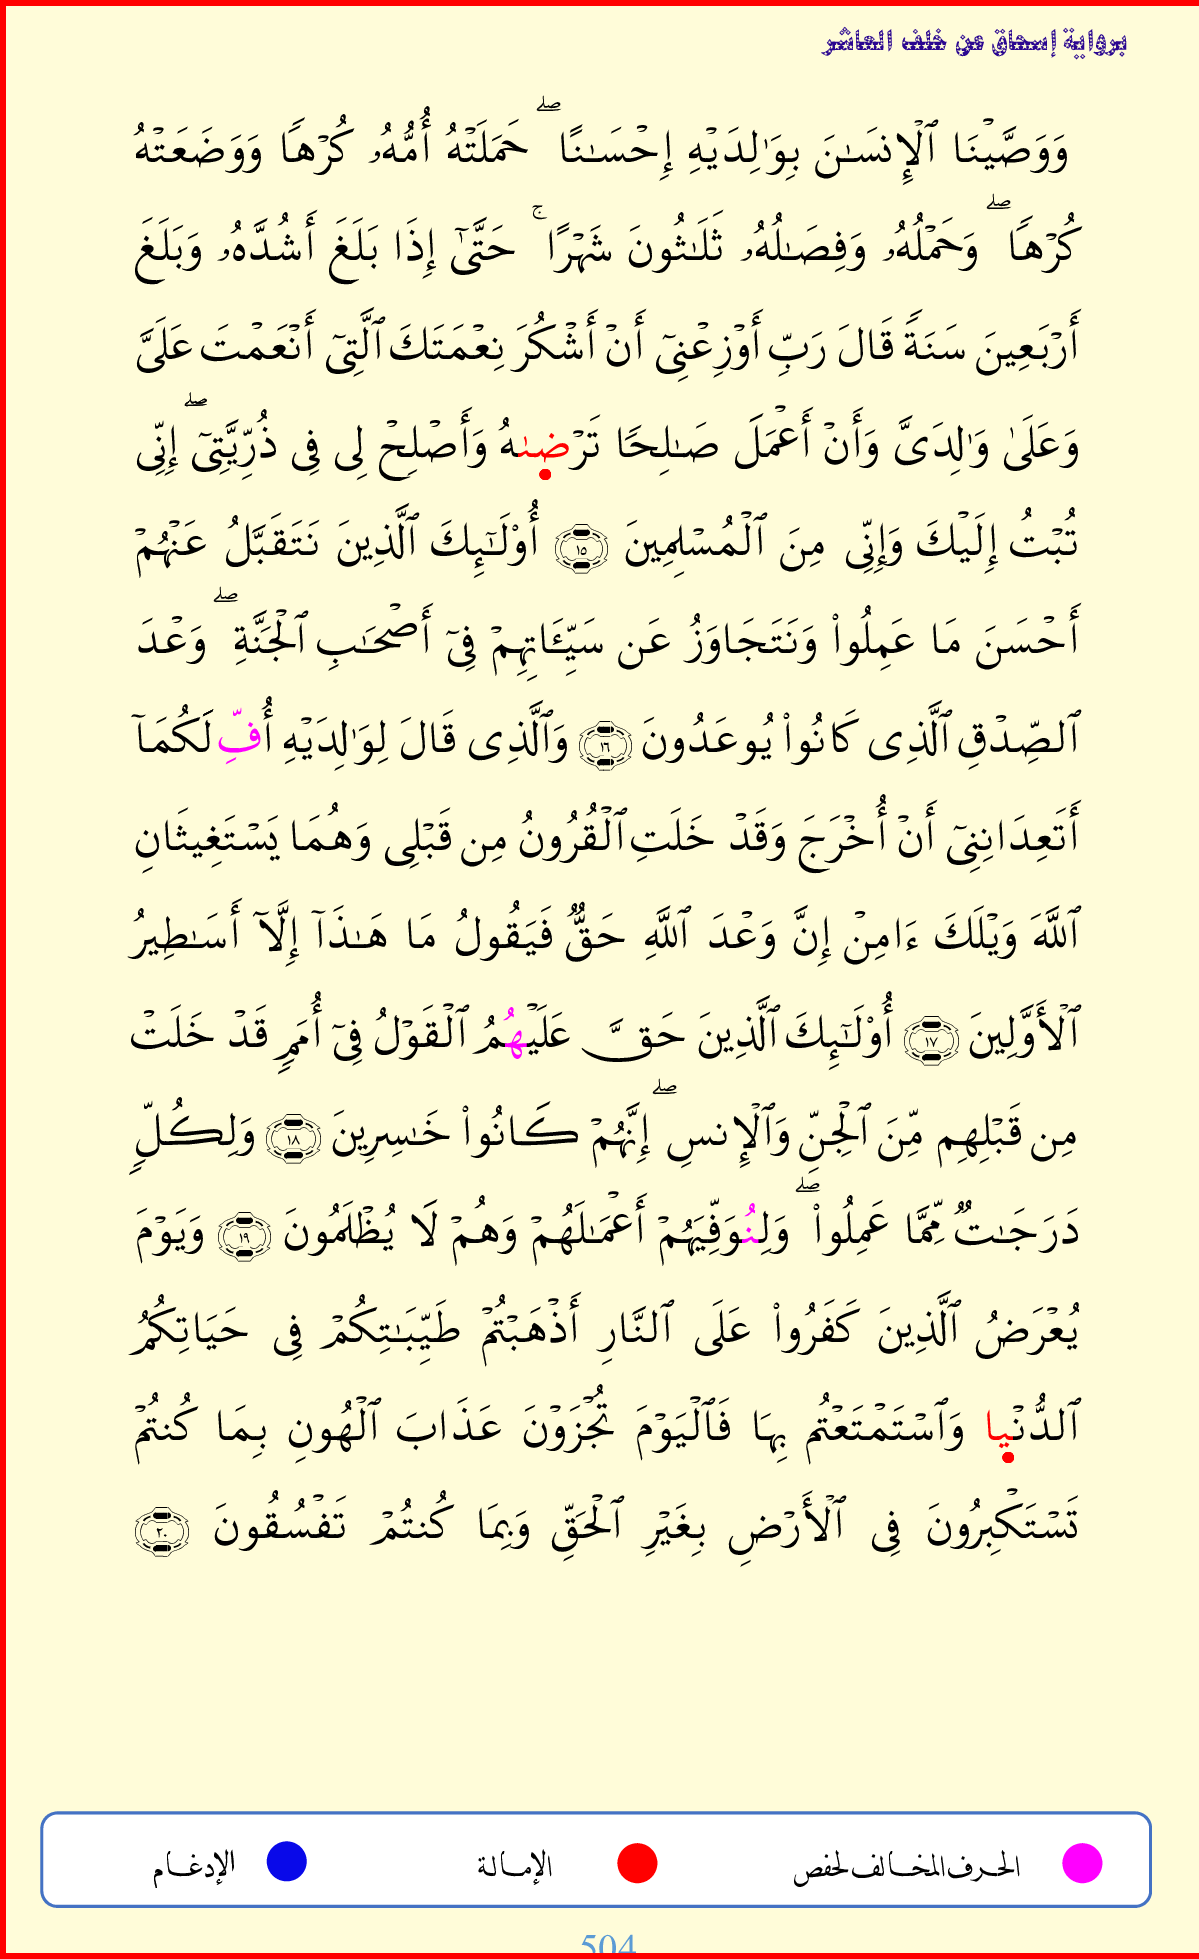 برواية إسحاق عن خلف العاشر
وَوَصَّيْنَا ٱلْإِنسَـٰنَ بِوَٰلِدَيْهِ إِحْسَـٰنًا ۖ حَمَلَتْهُ أُمُّهُۥ كُرْهًا وَوَضَعَتْهُ
كُرْهًا ۖ وَحَمْلُهُۥ وَفِصَـٰلُهُۥ ثَلَـٰثُونَ شَهْرًا ۚ حَتَّىٰٓ إِذَا بَلَغَ أَشُدَّهُۥ وَبَلَغَ
أَرْبَعِينَ سَنَةً قَالَ رَبِّ أَوْزِعْنِىٓ أَنْ أَشْكُرَ نِعْمَتَكَ ٱلَّتِىٓ أَنْعَمْتَ عَلَىَّ
وَعَلَىٰ وَٰلِدَىَّ وَأَنْ أَعْمَلَ صَـٰلِحًا تَرْضىٰهُ وَأَصْلِحْ لِى فِى ذُرِّيَّتِىٓ ۖ إِنِّى
تُبْتُ إِلَيْكَ وَإِنِّى مِنَ ٱلْمُسْلِمِينَ ١٥ أُو۟لَـٰٓئِكَ ٱلَّذِينَ نَتَقَبَّلُ عَنْهُمْ
أَحْسَنَ مَا عَمِلُوا۟ وَنَتَجَاوَزُ عَن سَيِّـَٔاتِهِمْ فِىٓ أَصْحَـٰبِ ٱلْجَنَّةِ ۖ وَعْدَ
ٱلصِّدْقِ ٱلَّذِى كَانُوا۟ يُوعَدُونَ ١٦ وَٱلَّذِى قَالَ لِوَٰلِدَيْهِ أُفِّ لَكُمَآ
أَتَعِدَانِنِىٓ أَنْ أُخْرَجَ وَقَدْ خَلَتِ ٱلْقُرُونُ مِن قَبْلِى وَهُمَا يَسْتَغِيثَانِ
ٱللَّهَ وَيْلَكَ ءَامِنْ إِنَّ وَعْدَ ٱللَّهِ حَقٌّ فَيَقُولُ مَا هَـٰذَآ إِلَّآ أَسَـٰطِيرُ
ٱلْأَوَّلِينَ ١٧ أُو۟لَـٰٓئِكَ ٱلَّذِينَ حَقَّ عَلَيْهُمُ ٱلْقَوْلُ فِىٓ أُمَمٍ قَدْ خَلَتْ
مِن قَبْلِهِم مِّنَ ٱلْجِنِّ وَٱلْإِنسِ ۖ إِنَّهُمْ كَانُوا۟ خَـٰسِرِينَ ١٨ وَلِكُلٍّ
دَرَجَـٰتٌ مِّمَّا عَمِلُوا۟ ۖ وَلِنُوَفِّيَهُمْ أَعْمَـٰلَهُمْ وَهُمْ لَا يُظْلَمُونَ ١٩ وَيَوْمَ
يُعْرَضُ ٱلَّذِينَ كَفَرُوا۟ عَلَى ٱلنَّارِ أَذْهَبْتُمْ طَيِّبَـٰتِكُمْ فِى حَيَاتِكُمُ
ٱلدُّنْيا وَٱسْتَمْتَعْتُم بِهَا فَٱلْيَوْمَ تُجْزَوْنَ عَذَابَ ٱلْهُونِ بِمَا كُنتُمْ
تَسْتَكْبِرُونَ فِى ٱلْأَرْضِ بِغَيْرِ ٱلْحَقِّ وَبِمَا كُنتُمْ تَفْسُقُونَ ٢٠
الحرف المخالف لحفص الإمالة الإدغام
504